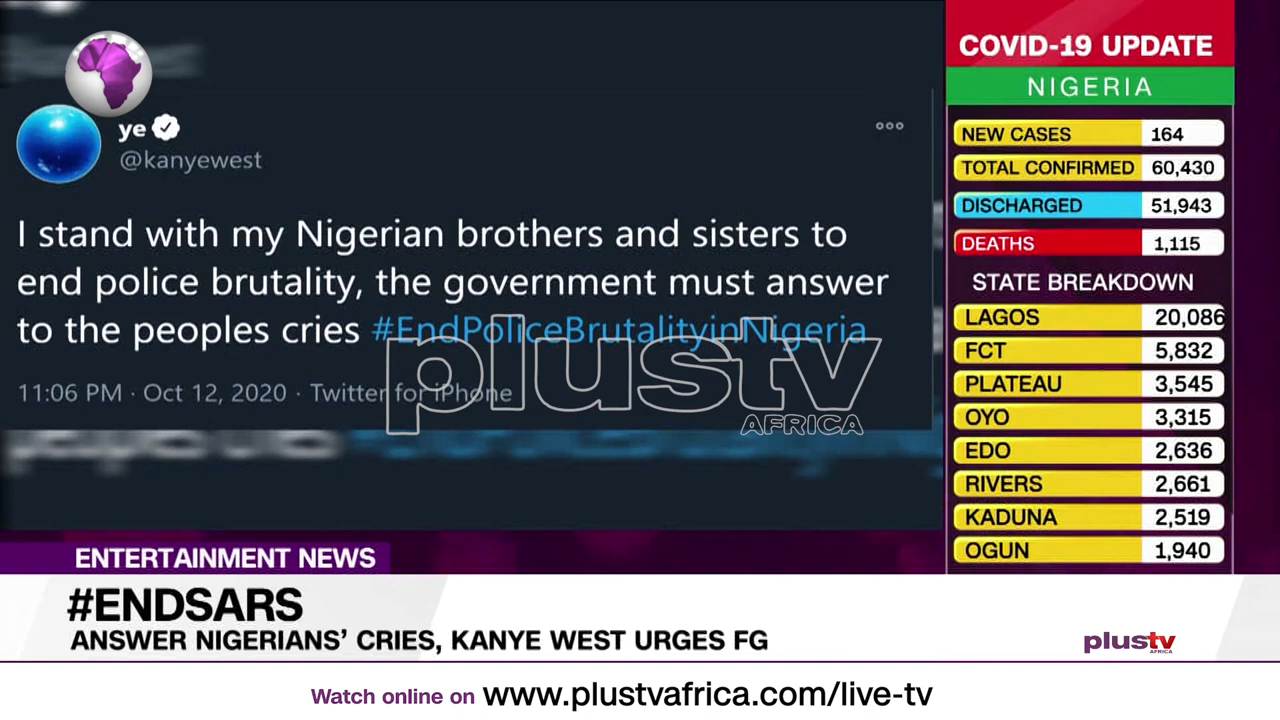 ye
@kanyewest
I stand with my Nigerian brothers and sisters to
end police brutality, the government must answer
to the peoples cries #EndPoliceBrutalityinNigeria
11:06 PM · Oct 12, 2020 · Twitter for iPhone
plustv
AFRICA
COVID-19 UPDATE
NIGERIA
NEW CASES 164
TOTAL CONFIRMED 60,430
DISCHARGED 51,943
DEATHS 1,115
STATE BREAKDOWN
LAGOS 20,086
FCT 5,832
PLATEAU 3,545
OYO 3,315
EDO 2,636
RIVERS 2,661
KADUNA 2,519
OGUN 1,940
ENTERTAINMENT NEWS
#ENDSARS
ANSWER NIGERIANS' CRIES, KANYE WEST URGES FG
plustv
AFRICA
Watch online on www.plustvafrica.com/live-tv